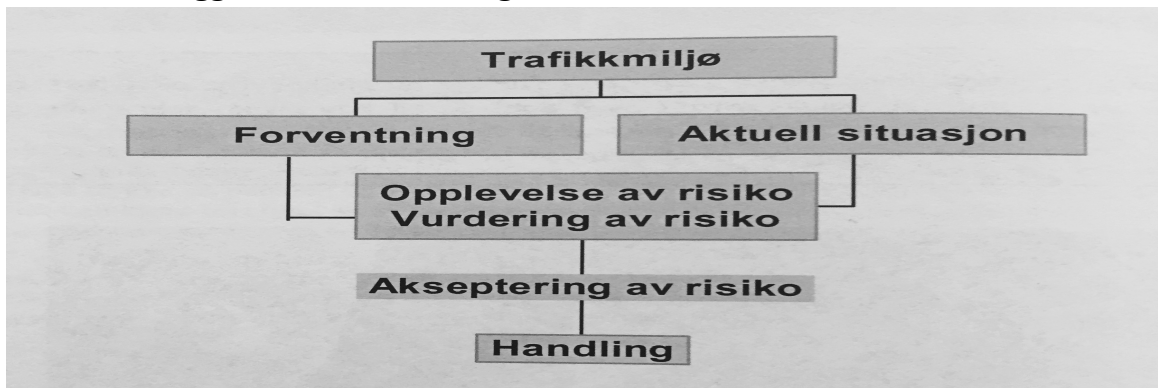 Trafikkmiljø
Forventning
Aktuell situasjon
Opplevelse av risiko
Vurdering av risiko
Akseptering av risiko
Handling